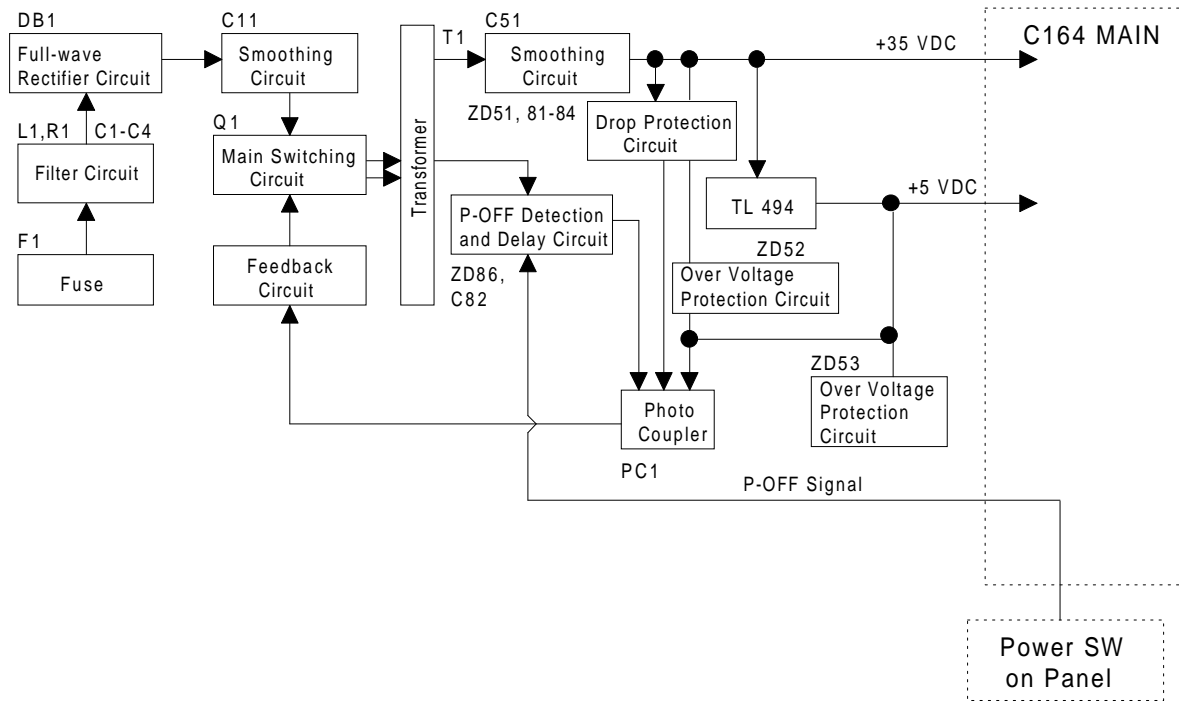 DB1
C11
C51
T1
Full-wave
Rectifier Circuit
Smoothing
Circuit
Smoothing
Circuit
+35 VDC
C164 MAIN
L1,R1
C1-C4
Q1
ZD51, 81-84
Drop Protection
Circuit
Filter Circuit
Main Switching
Circuit
Transformer
TL 494
+5 VDC
P-OFF Detection
and Delay Circuit
F1
Fuse
Feedback
Circuit
ZD86,
C82
ZD52
Over Voltage
Protection Circuit
ZD53
Over Voltage
Protection
Circuit
Photo
Coupler
PC1
P-OFF Signal
Power SW
on Panel